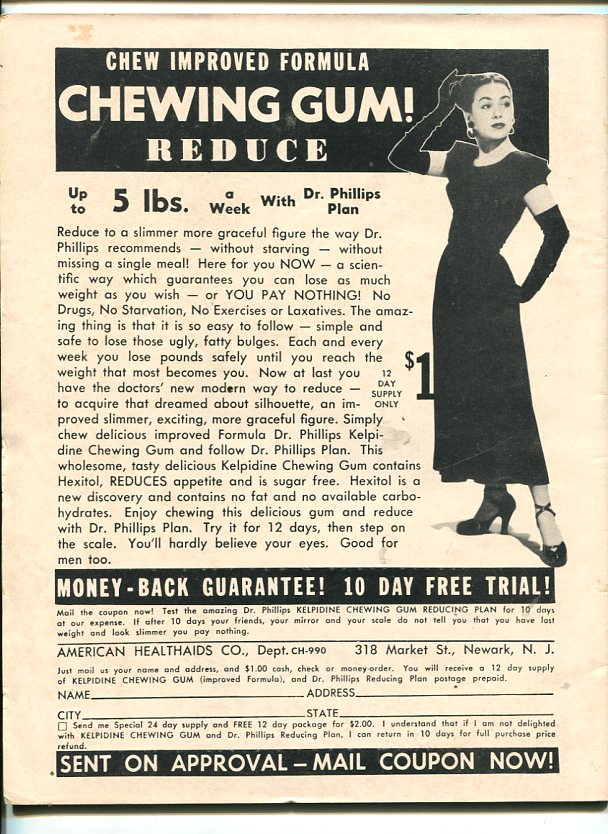 CHEW IMPROVED FORMULA
CHEWING GUM!
REDUCE
Up to 5 lbs. a Week With Dr. Phillips Plan
Reduce to a slimmer more graceful figure the way Dr.
Phillips recommends — without starving — without
missing a single meal! Here for you NOW — a scien-
tific way which guarantees you can lose as much
weight as you wish — or YOU PAY NOTHING! No
Drugs, No Starvation, No Exercises or Laxatives. The amaz-
ing thing is that it is so easy to follow — simple and
safe to lose those ugly, fatty bulges. Each and every
week you lose pounds safely until you reach the
weight that most becomes you. Now at last you
have the doctors' new modern way to reduce —
to acquire that dreamed about silhouette, an im-
proved slimmer, exciting, more graceful figure. Simply
chew delicious improved Formula Dr. Phillips Kelpi-
dine Chewing Gum and follow Dr. Phillips Plan. This
wholesome, tasty delicious Kelpidine Chewing Gum contains
Hexitol, REDUCES appetite and is sugar free. Hexitol is a
new discovery and contains no fat and no available carbo-
hydrates. Enjoy chewing this delicious gum and reduce
with Dr. Phillips Plan. Try it for 12 days, then step on
the scale. You'll hardly believe your eyes. Good for
men too.
12
DAY
SUPPLY
ONLY
$1
MONEY-BACK GUARANTEE! 10 DAY FREE TRIAL!
Mail the coupon now! Test the amazing Dr. Phillips KELPIDINE CHEWING GUM REDUCING PLAN for 10 days
at our expense. If after 10 days your friends, your mirror and your scale do not tell you that you have lost
weight and look slimmer you pay nothing.
AMERICAN HEALTHAIDS CO., Dept. CH-990 318 Market St., Newark, N. J.
Just mail us your name and address, and $1.00 cash, check or money-order. You will receive a 12 day supply
of KELPIDINE CHEWING GUM (improved Formula), and Dr. Phillips Reducing Plan postage prepaid.
NAME ADDRESS
CITY STATE
Send me Special 24 day supply and FREE 12 day package for $2.00. I understand that if I am not delighted
with KELPIDINE CHEWING GUM and Dr. Phillips Reducing Plan, I can return in 10 days for full purchase price
refund.
SENT ON APPROVAL — MAIL COUPON NOW!